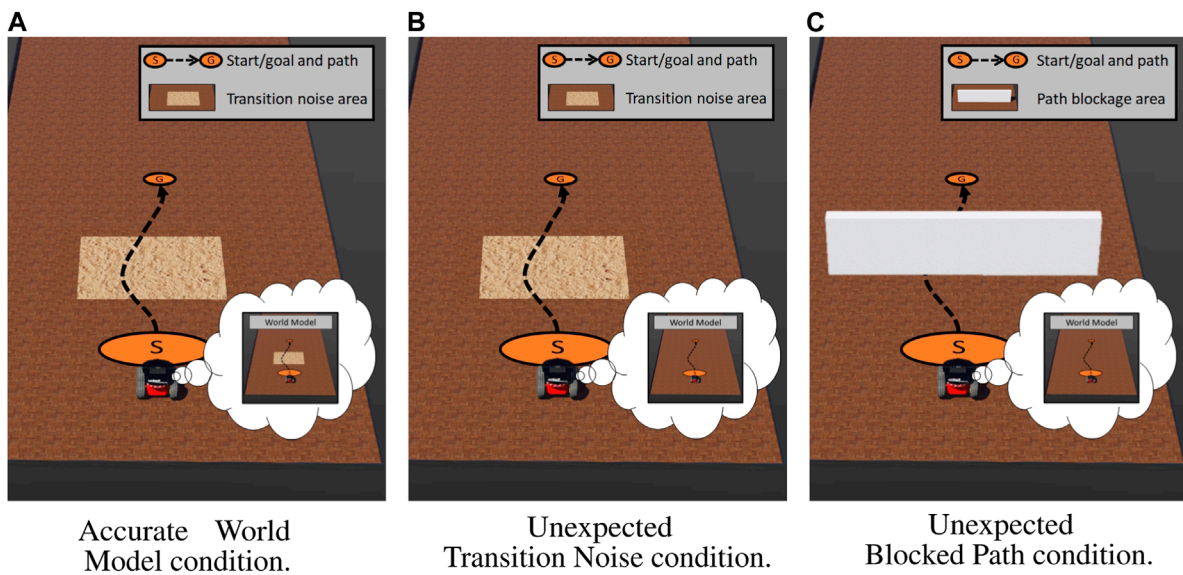 A
S G Start/goal and path
Transition noise area
G
S
World Model
Accurate World
Model condition.
B
S G Start/goal and path
Transition noise area
G
S
World Model
Unexpected
Transition Noise condition.
C
S G Start/goal and path
Path blockage area
G
S
World Model
Unexpected
Blocked Path condition.